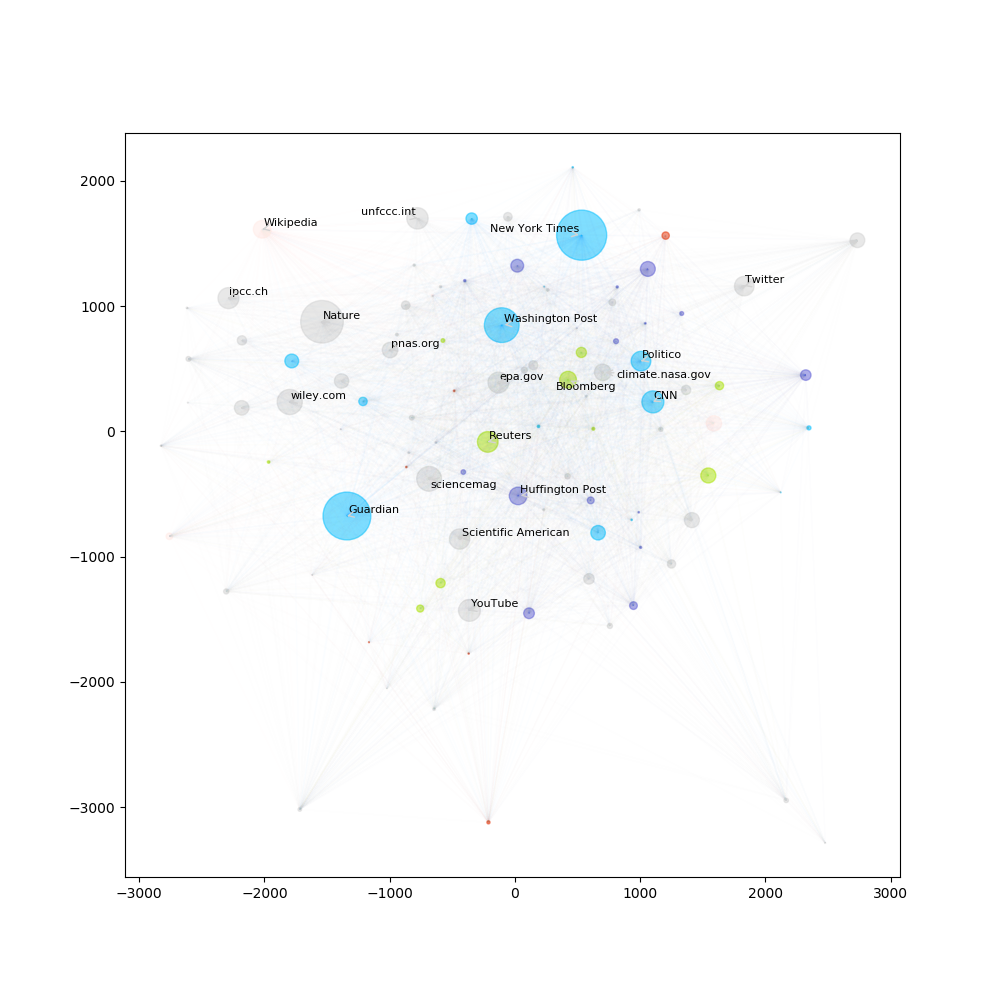 2000
1000
0
−1000
−2000
−3000
−3000
−2000
−1000
0
1000
2000
3000
Wikipedia
unfccc.int
New York Times
Twitter
ipcc.ch
Nature
Washington Post
pnas.org
Politico
epa.gov
climate.nasa.gov
Bloomberg
wiley.com
CNN
Reuters
sciencemag
Huffington Post
Guardian
Scientific American
YouTube